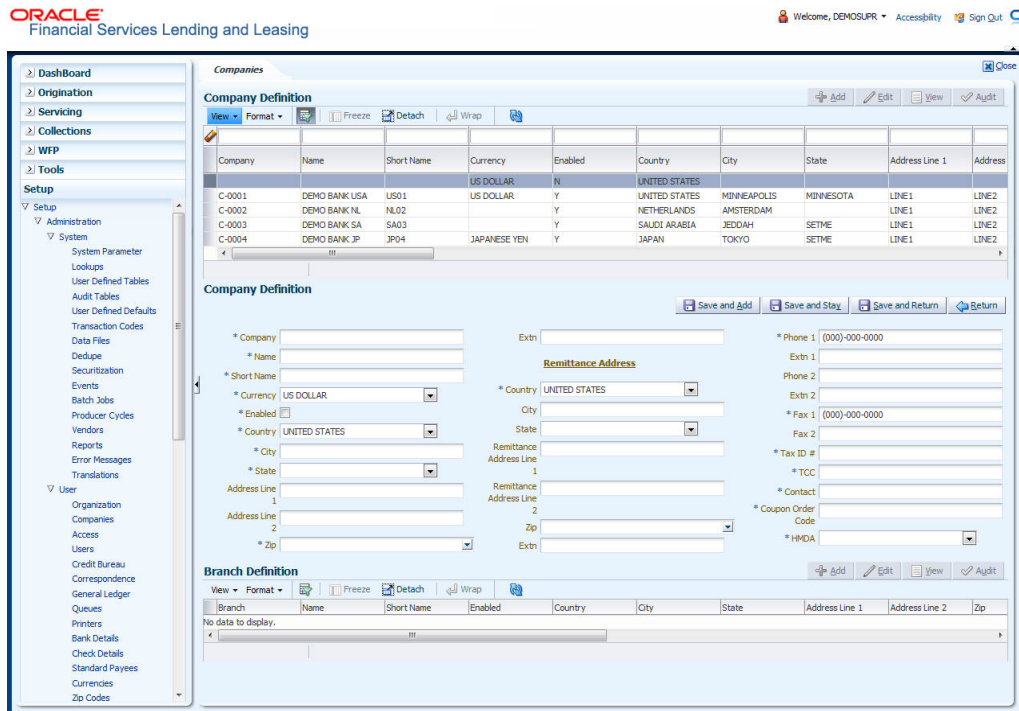 ORACLE'
Financial Services Lending and Leasing
Welcome, DEMOSUPR Accessibility Sign Out
Close
DashBoard
Origination
Servicing
Collections
WFP
Tools
Setup
Setup
Administration
System
System Parameter
Lookups
User Defined Tables
Audit Tables
User Defined Defaults
Transaction Codes
Data Files
Dedupe
Securitization
Events
Batch Jobs
Producer Cycles
Vendors
Reports
Error Messages
Translations
User
Organization
Companies
Access
Users
Credit Bureau
Correspondence
General Ledger
Queues
Printers
Bank Details
Check Details
Standard Payees
Currencies
Zip Codes
Companies
Company Definition
Add Edit View Audit
View Format Freeze Detach Wrap
Company Name Short Name Currency Enabled Country City State Address Line 1 Address
US DOLLAR N UNITED STATES
C-0001 DEMO BANK USA US01 US DOLLAR Y UNITED STATES MINNEAPOLIS MINNESOTA LINE1 LINE2
C-0002 DEMO BANK NL NL02 Y NETHERLANDS AMSTERDAM LINE1 LINE2
C-0003 DEMO BANK SA SA03 Y SAUDI ARABIA JEDDAH SETME LINE1 LINE2
C-0004 DEMO BANK JP JP04 JAPANESE YEN Y JAPAN TOKYO SETME LINE1 LINE2
Company Definition
Save and Add Save and Stay Save and Return Return
* Company
* Name
* Short Name
* Currency US DOLLAR
* Enabled
* Country UNITED STATES
* City
* State
Address Line
1
Address Line
2
* Zip
Extn
Remittance Address
* Country UNITED STATES
City
State
Remittance
Address Line
1
Remittance
Address Line
2
Zip
Extn
* Phone 1 (000)-000-0000
Extn 1
Phone 2
Extn 2
* Fax 1 (000)-000-0000
Fax 2
* Tax ID #
* TCC
* Contact
* Coupon Order
Code
* HMDA
Branch Definition
Add Edit View Audit
View Format Freeze Detach Wrap
Branch Name Short Name Enabled Country City State Address Line 1 Address Line 2 Zip
No data to display.